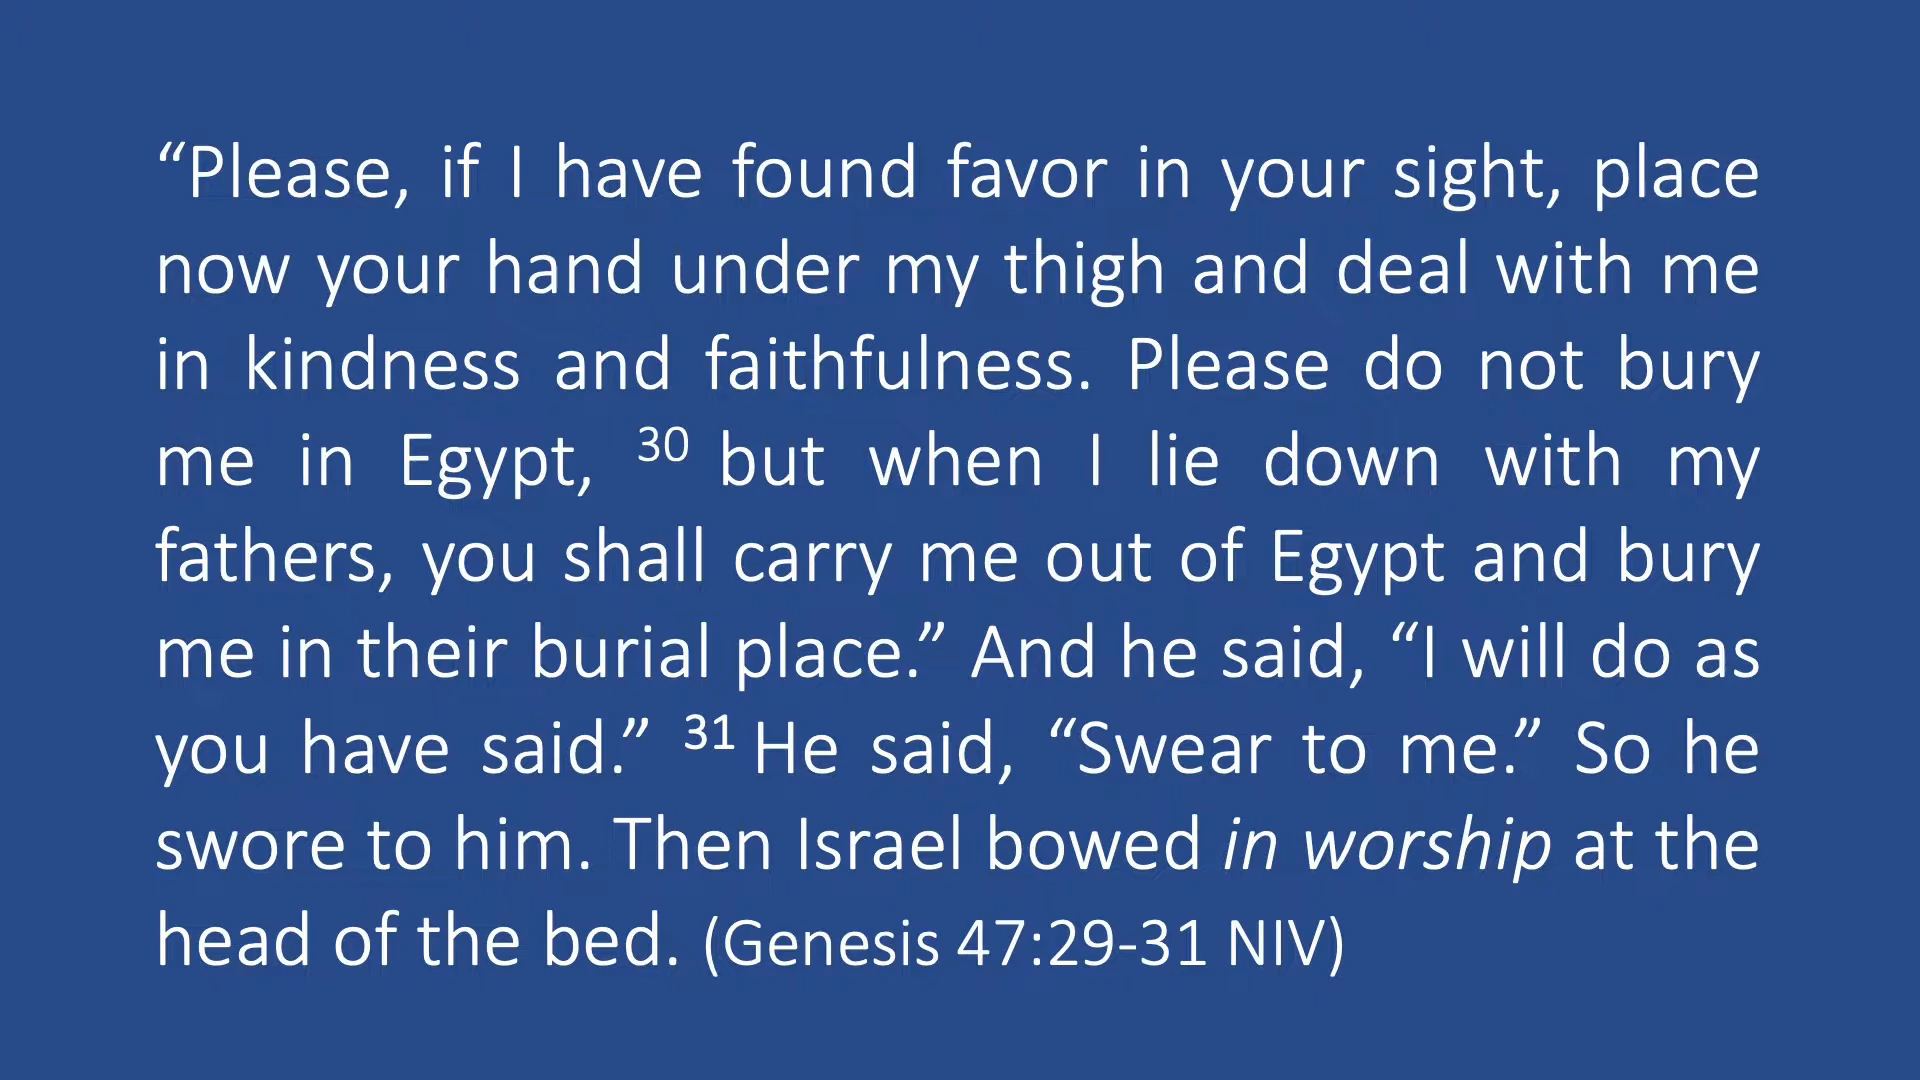 “Please, if I have found favor in your sight, place
now your hand under my thigh and deal with me
in kindness and faithfulness. Please do not bury
me in Egypt, 30 but when I lie down with my
fathers, you shall carry me out of Egypt and bury
me in their burial place.” And he said, “I will do as
you have said.” 31 He said, “Swear to me.” So he
swore to him. Then Israel bowed in worship at the
head of the bed. (Genesis 47:29-31 NIV)